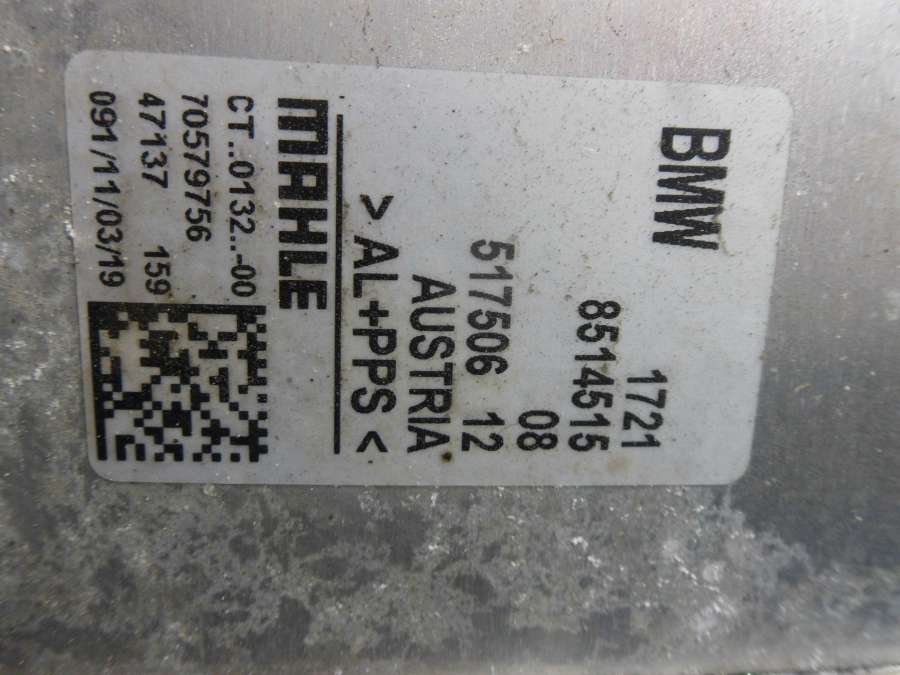 BMW
1721
8514515
08
517506 12
AUSTRIA
>AL+PPS<
MAHLE
CT..0132..-00
70579756
47137 159
091/11/03/19